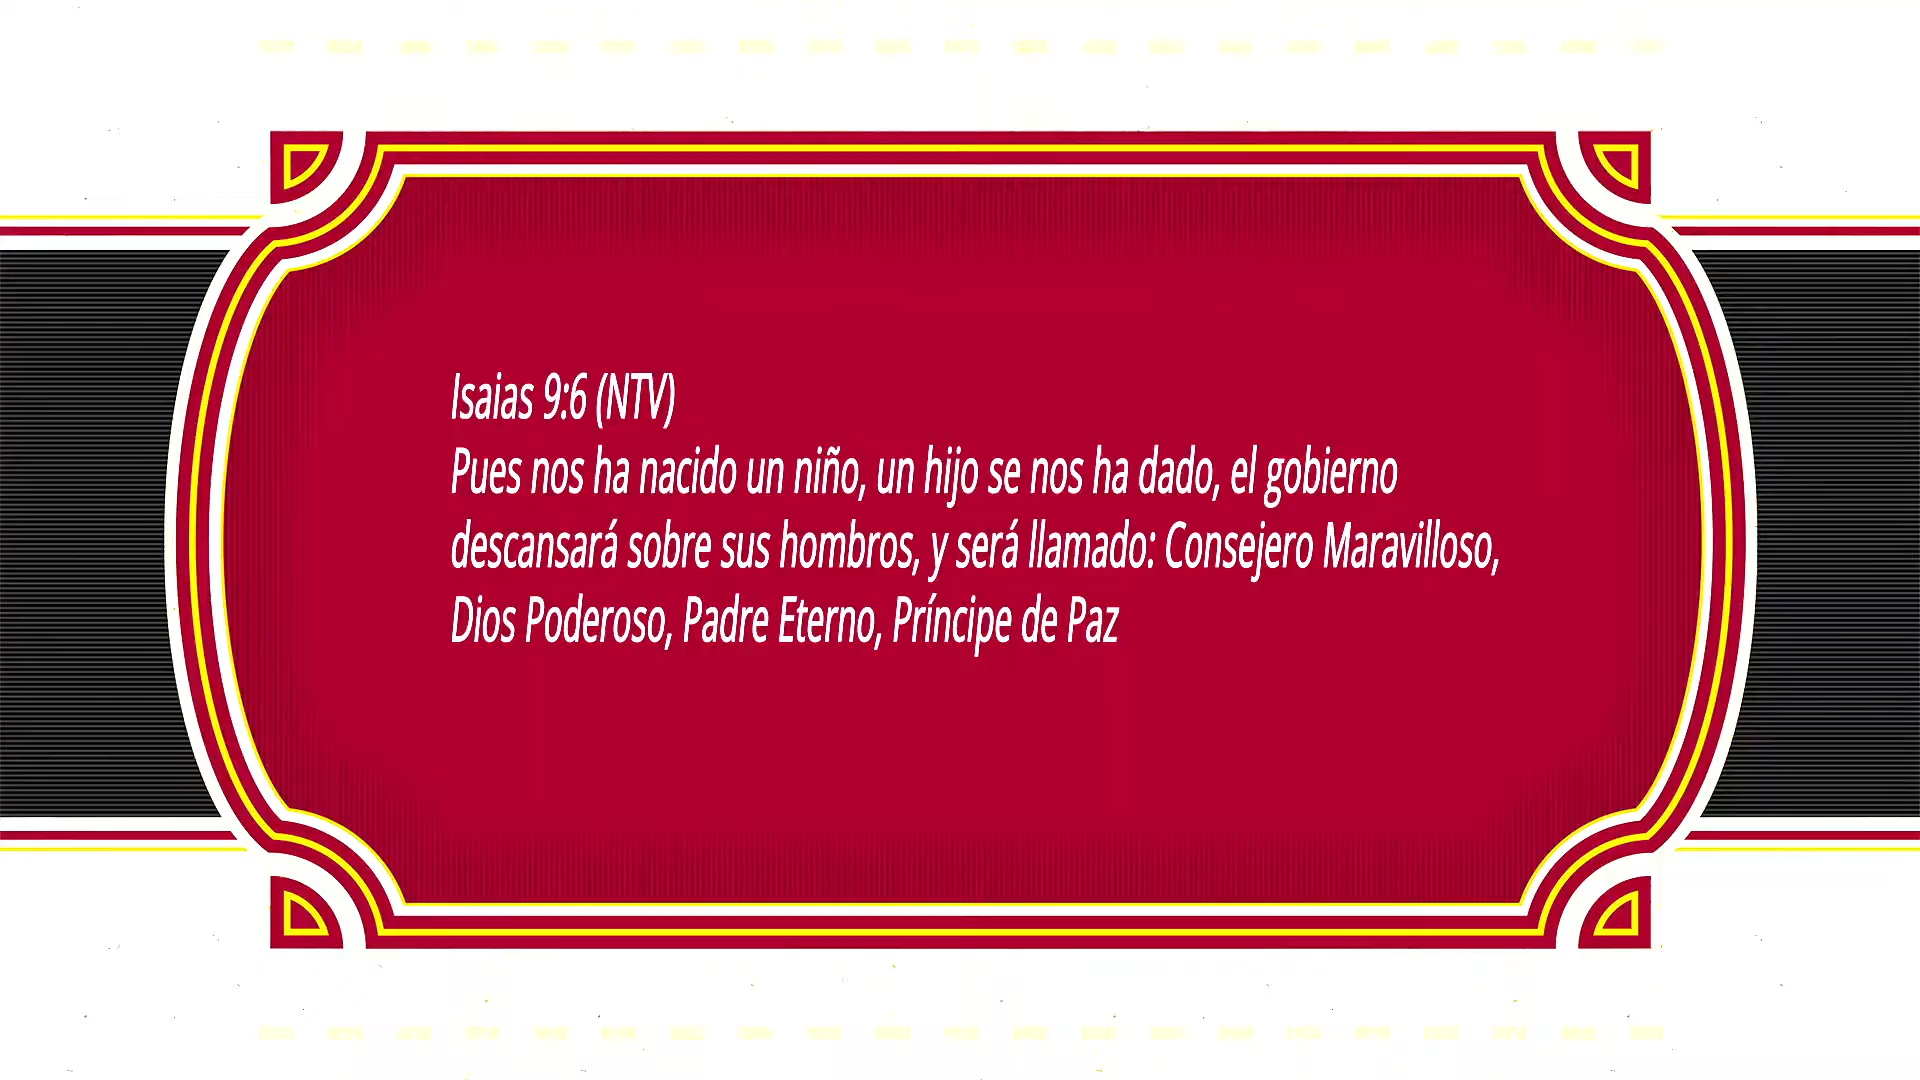 Isaias 9:6 (NTV)
Pues nos ha nacido un niño, un hijo se nos ha dado, el gobierno
descansará sobre sus hombros, y será llamado: Consejero Maravilloso,
Dios Poderoso, Padre Eterno, Príncipe de Paz